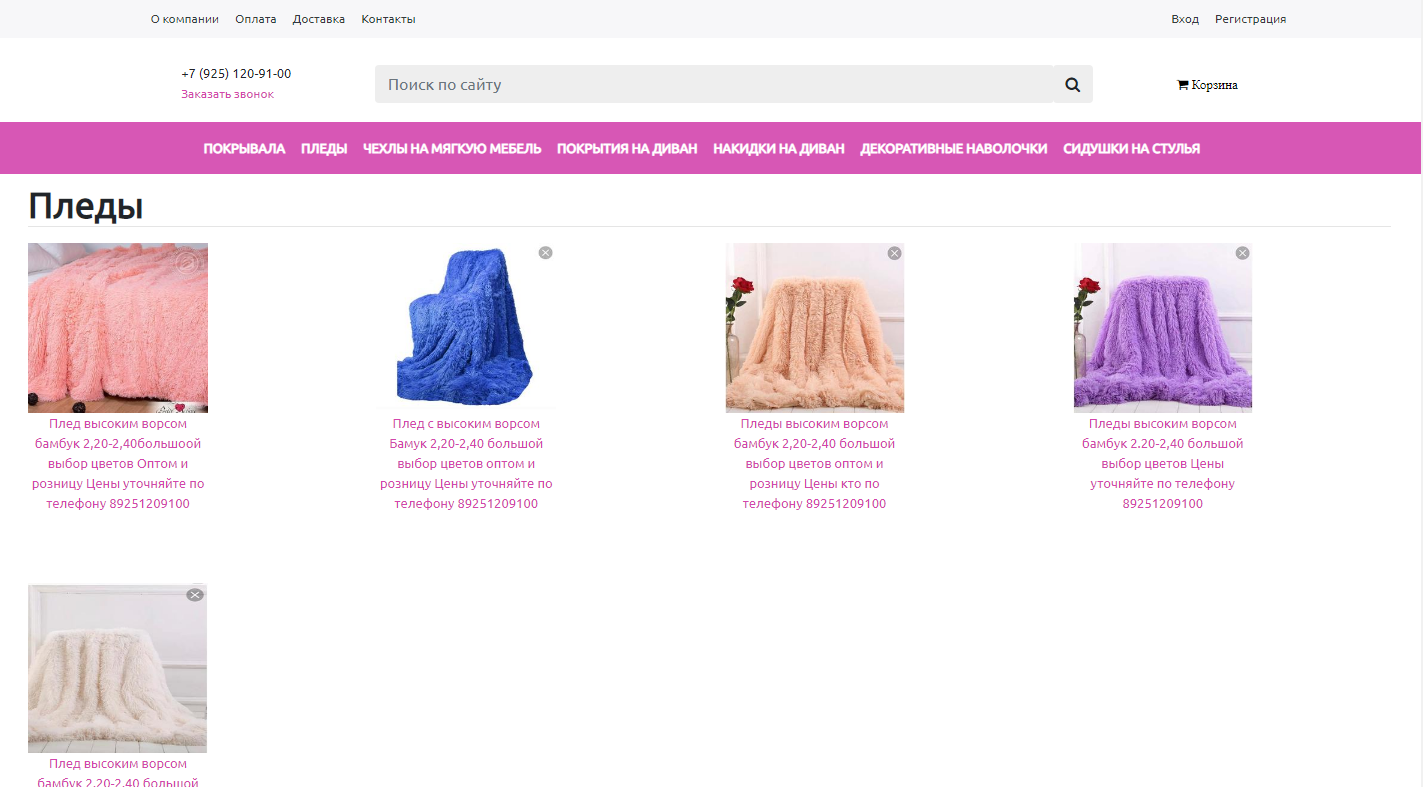 О компании Оплата Доставка Контакты Вход Регистрация
+7 (925) 120-91-00
Заказать звонок
Поиск по сайту
Корзина
ПОКРЫВАЛА ПЛЕДЫ ЧЕХЛЫ НА МЯГКУЮ МЕБЕЛЬ ПОКРЫТИЯ НА ДИВАН НАКИДКИ НА ДИВАН ДЕКОРАТИВНЫЕ НАВОЛОЧКИ СИДУШКИ НА СТУЛЬЯ
Пледы
Плед высоким ворсом
бамбук 2,20-2,40большоой
выбор цветов Оптом и
розницу Цены уточняйте по
телефону 89251209100
Плед с высоким ворсом
Бамук 2,20-2,40 большой
выбор цветов оптом и
розницу Цены уточняйте по
телефону 89251209100
Пледы высоким ворсом
бамбук 2,20-2,40 большой
выбор цветов оптом и
розницу Цены кто по
телефону 89251209100
Пледы высоким ворсом
бамбук 2.20-2,40 большой
выбор цветов Цены
уточняйте по телефону
89251209100
Плед высоким ворсом
бамбук 2,20-2,40 большой